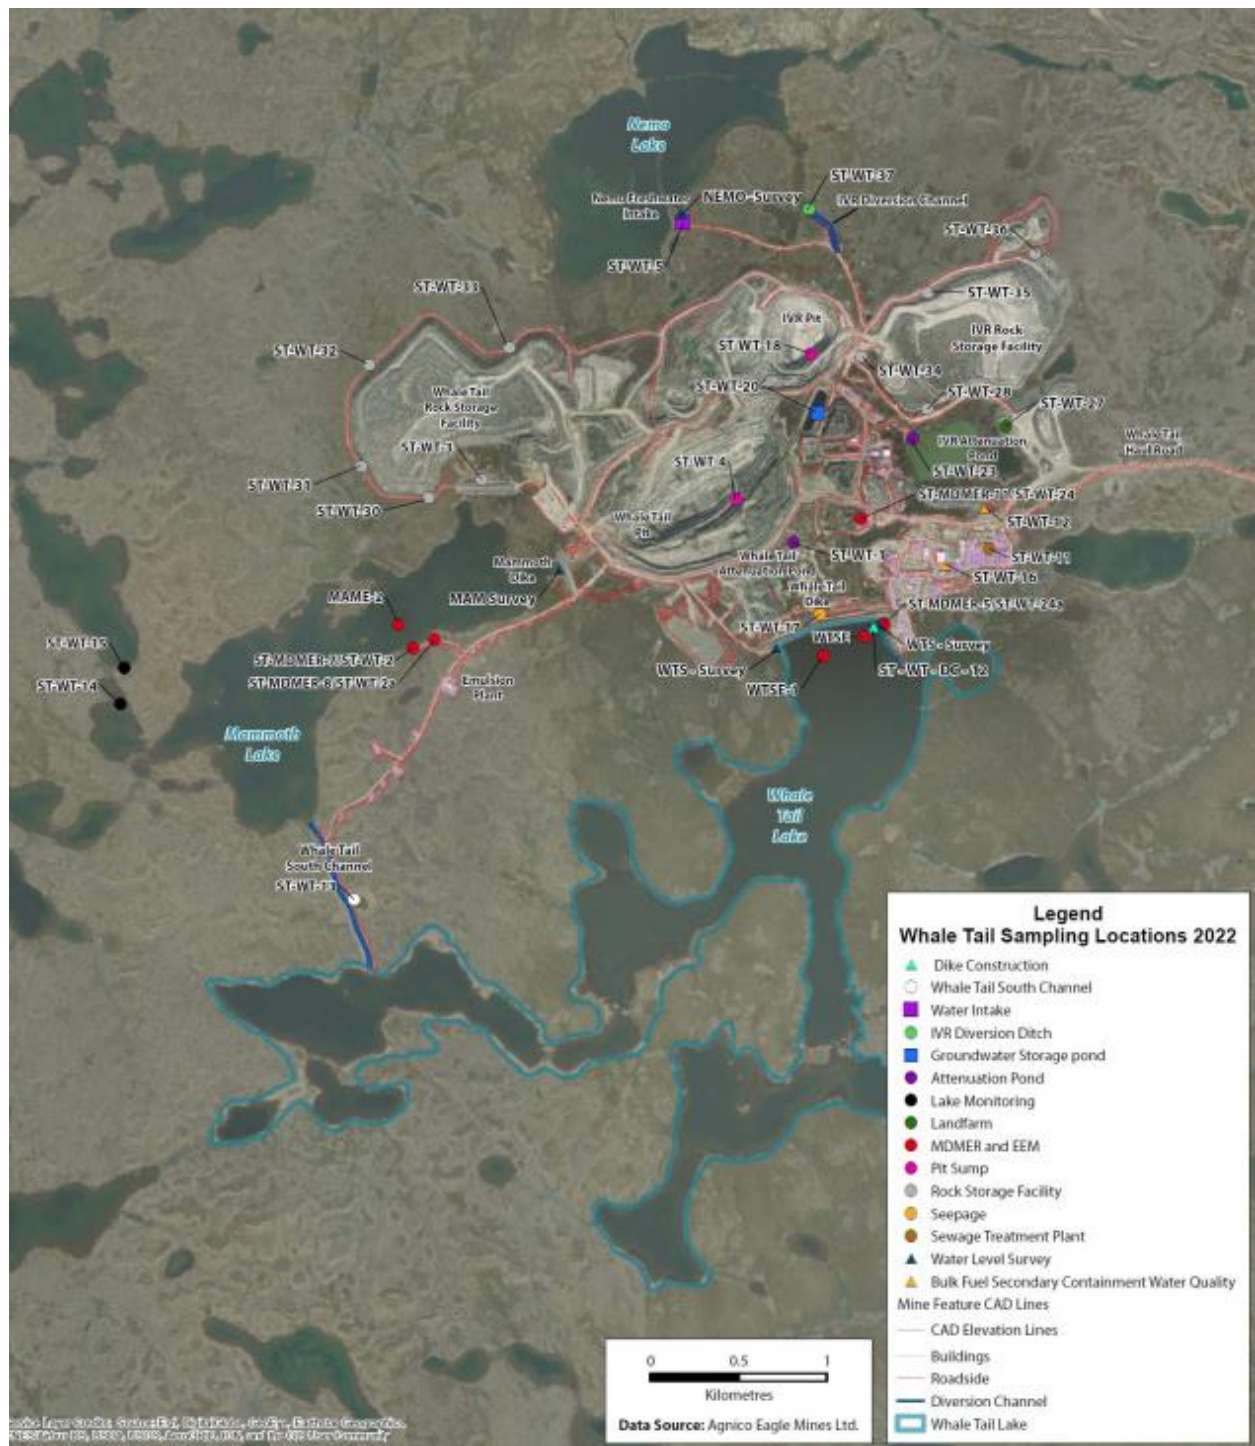 Nemo
Lake
ST-WT-37
Nemo Freshwater
Intake
NEMO-Survey
IVR Diversion Channel
ST-WT-36
ST-WT-5
ST-WT-33
ST-WT-35
IVR Pit
IVR Rock
Storage Facility
ST-WT-32
ST-WT-18
ST-WT-34
ST-WT-20
ST-WT-28
Whale Tail
Rock Storage
Facility
ST-WT-27
Whale Tail
Haul Road
IVR Attenuation
Pond
ST-WT-3
ST-WT-4
ST-WT-23
ST-WT-31
ST-MDMER-11/ST-WT-24
ST-WT-30
Whale Tail
Pit
ST-WT-12
ST-WT-1
ST-WT-11
Whale Tail
Attenuation Pond
Mammoth
Dike
ST-WT-16
Whale Tail
Dike
MAME-2
MAM Survey
ST-MDMER-5/ST-WT-24a
ST-WT-17
WTSE
WTS - Survey
ST-WT-15
ST-MDMER-7/ST-WT-2
WTS - Survey
ST - WT - DC - 12
ST-WT-14
ST-MDMER-8/ST-WT-2a
WTSE-1
Emulsion
Plant
Mammoth
Lake
Whale
Tail
Lake
Whale Tail
South Channel
ST-WT-13
Legend
Whale Tail Sampling Locations 2022
Dike Construction
Whale Tail South Channel
Water Intake
IVR Diversion Ditch
Groundwater Storage pond
Attenuation Pond
Lake Monitoring
Landfarm
MDMER and EEM
Pit Sump
Rock Storage Facility
Seepage
Sewage Treatment Plant
Water Level Survey
Bulk Fuel Secondary Containment Water Quality
Mine Feature CAD Lines
CAD Elevation Lines
Buildings
Roadside
Diversion Channel
Whale Tail Lake
0 0.5 1
Kilometres
Data Source: Agnico Eagle Mines Ltd.